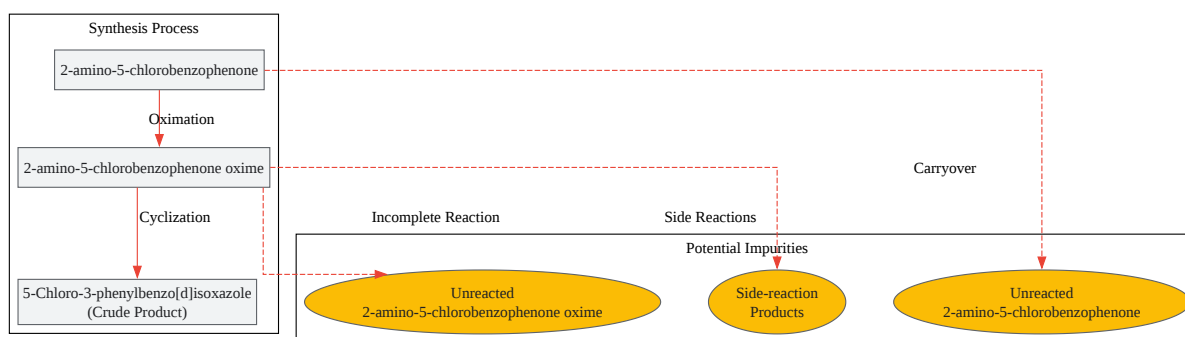 Synthesis Process
2-amino-5-chlorobenzophenone
Oximation
2-amino-5-chlorobenzophenone oxime
Carryover
Cyclization
Incomplete Reaction
Side Reactions
Potential Impurities
5-Chloro-3-phenylbenzo[d]isoxazole
(Crude Product)
Unreacted
2-amino-5-chlorobenzophenone oxime
Side-reaction
Products
Unreacted
2-amino-5-chlorobenzophenone